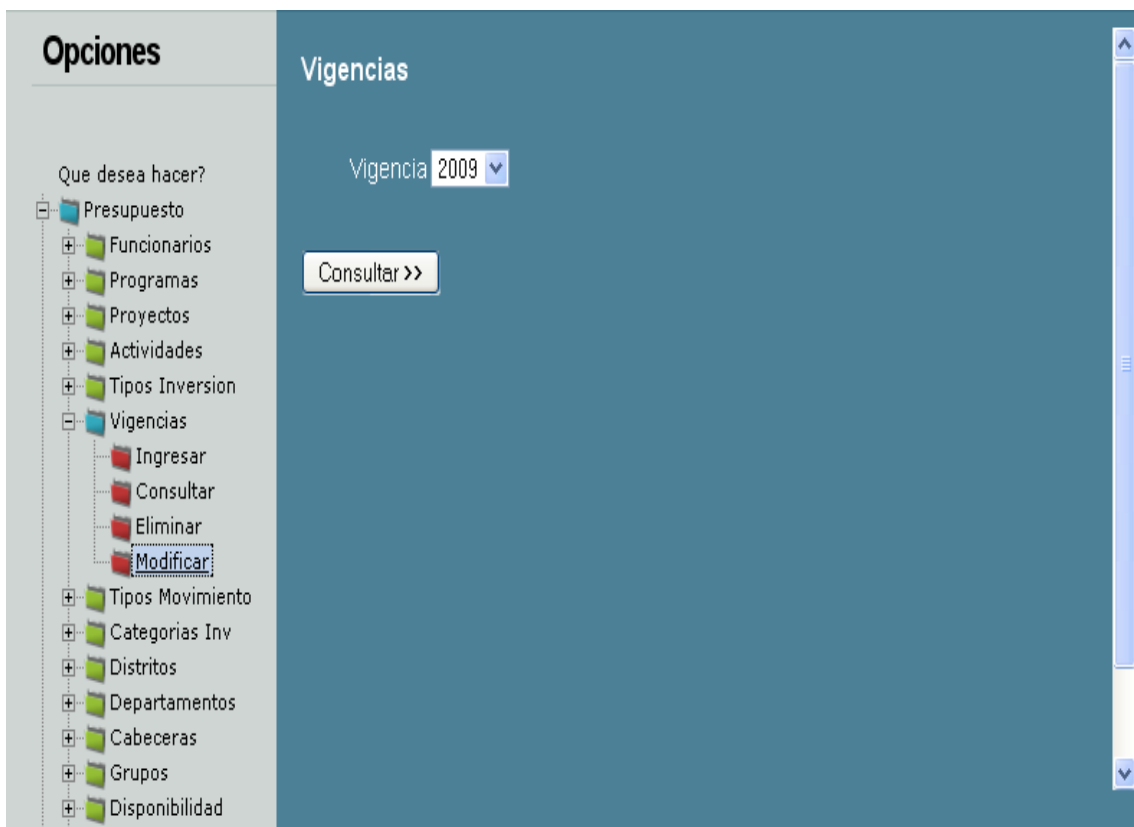 Opciones
Que desea hacer?
Presupuesto
Funcionarios
Programas
Proyectos
Actividades
Tipos Inversion
Vigencias
Ingresar
Consultar
Eliminar
Modificar
Tipos Movimiento
Categorias Inv
Distritos
Departamentos
Cabeceras
Grupos
Disponibilidad
Vigencias
Vigencia 2009
Consultar >>